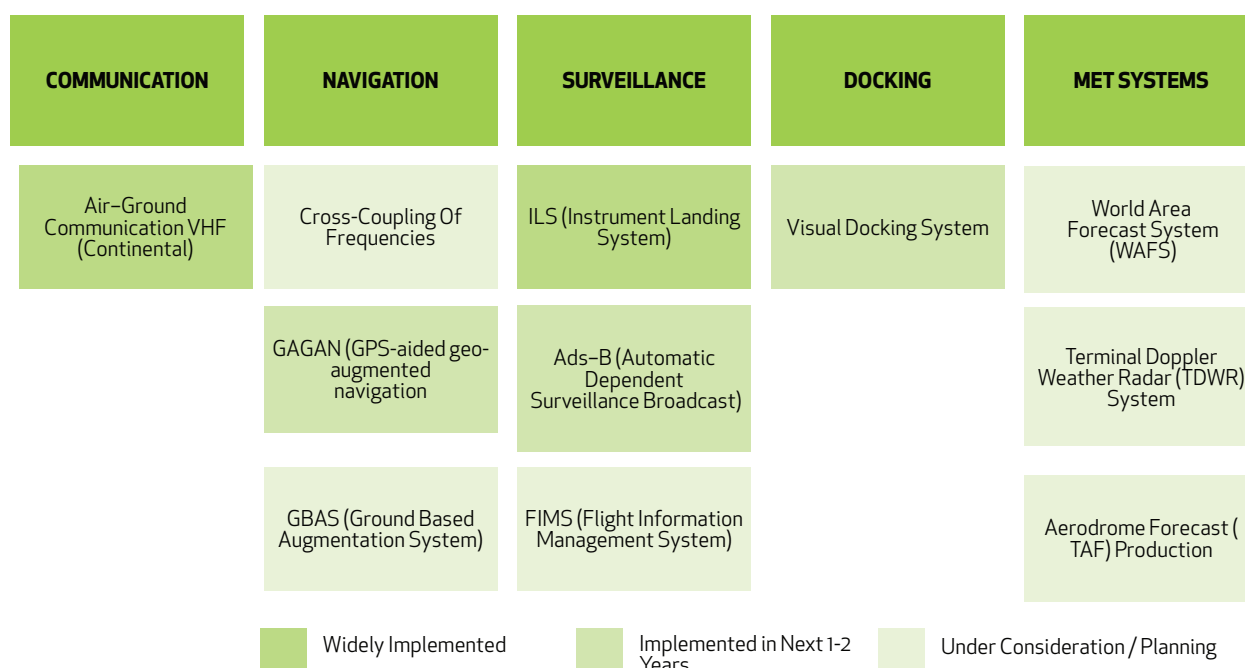 COMMUNICATION
NAVIGATION
SURVEILLANCE
DOCKING
MET SYSTEMS
Air–Ground
Communication VHF
(Continental)
Cross-Coupling Of
Frequencies
ILS (Instrument Landing
System)
Visual Docking System
World Area
Forecast System
(WAFS)
GAGAN (GPS-aided geo-
augmented
navigation
Ads–B (Automatic
Dependent
Surveillance Broadcast)
Terminal Doppler
Weather Radar (TDWR)
System
GBAS (Ground Based
Augmentation System)
FIMS (Flight Information
Management System)
Aerodrome Forecast (
TAF) Production
Widely Implemented
Implemented in Next 1-2
Years
Under Consideration / Planning